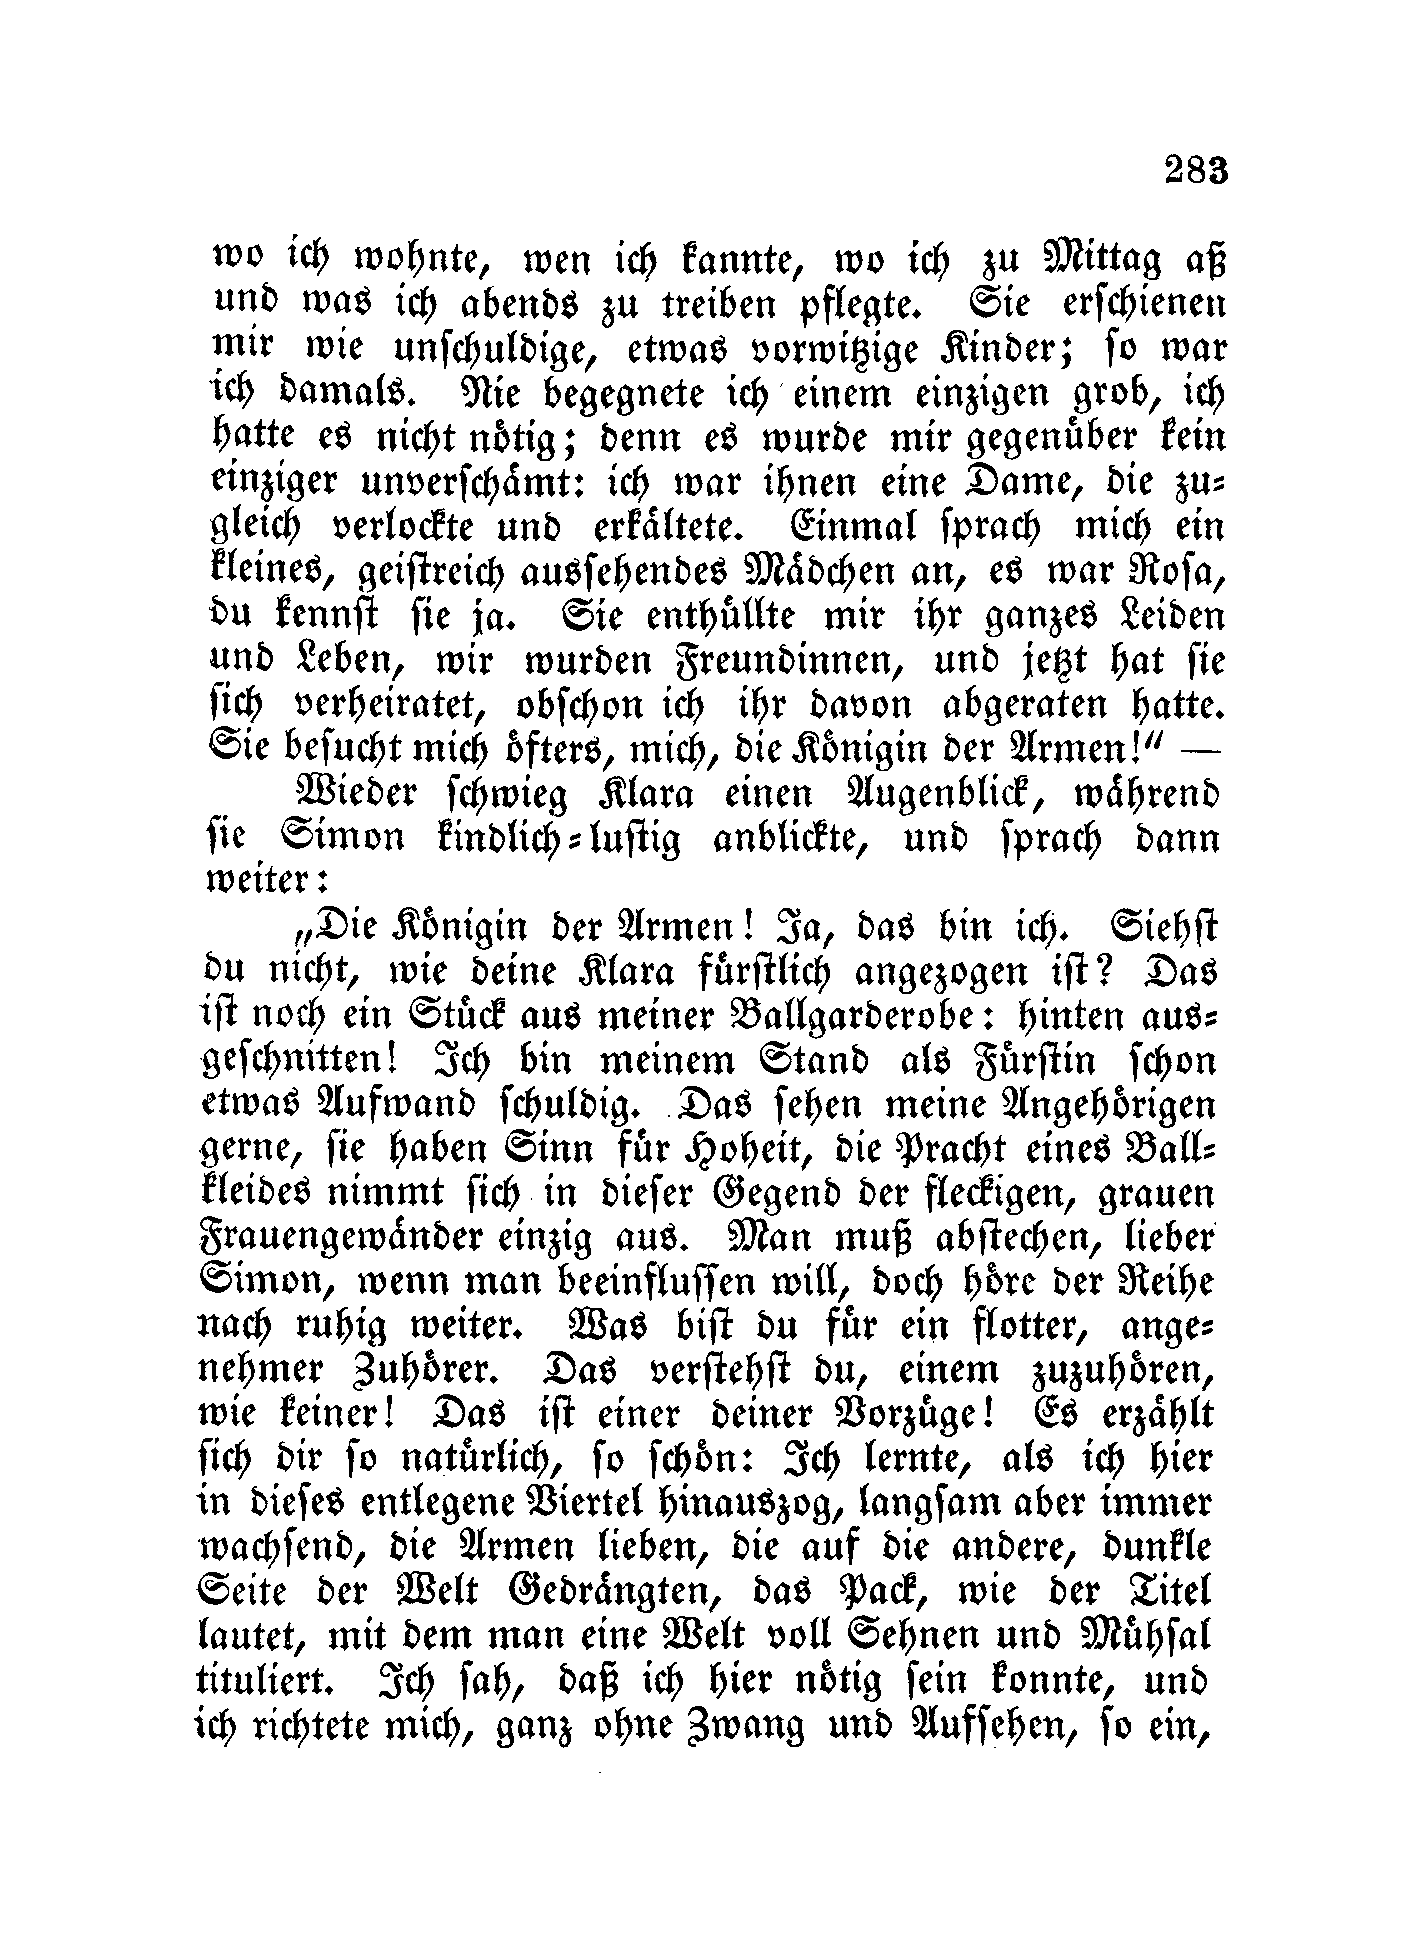 283
wo ich wohnte, wen ich kannte, wo ich zu Mittag aß
und was ich abends zu treiben pflegte. Sie erschienen
mir wie unschuldige, etwas vorwitzige Kinder; so war
ich damals. Nie begegnete ich einem einzigen grob, ich
hatte es nicht nötig; denn es wurde mir gegenüber kein
einziger unverschämt: ich war ihnen eine Dame, die zu-
gleich verlockte und erkältete. Einmal sprach mich ein
kleines, geistreich aussehendes Mädchen an, es war Rosa,
du kennst sie ja. Sie enthüllte mir ihr ganzes Leiden
und Leben, wir wurden Freundinnen, und jetzt hat sie
sich verheiratet, obschon ich ihr davon abgeraten hatte.
Sie besucht mich öfters, mich, die Königin der Armen!“ —
Wieder schwieg Klara einen Augenblick, während
sie Simon kindlich-lustig anblickte, und sprach dann
weiter:
„Die Königin der Armen! Ja, das bin ich. Siehst
du nicht, wie deine Klara fürstlich angezogen ist? Das
ist noch ein Stück aus meiner Ballgarderobe: hinten aus-
geschnitten! Ich bin meinem Stand als Fürstin schon
etwas Aufwand schuldig. Das sehen meine Angehörigen
gerne, sie haben Sinn für Hoheit, die Pracht eines Ball-
kleides nimmt sich in dieser Gegend der fleckigen, grauen
Frauengewänder einzig aus. Man muß abstechen, lieber
Simon, wenn man beeinflussen will, doch höre der Reihe
nach ruhig weiter. Was bist du für ein flotter, ange-
nehmer Zuhörer. Das verstehst du, einem zuzuhören,
wie keiner! Das ist einer deiner Vorzüge! Es erzählt
sich dir so natürlich, so schön: Ich lernte, als ich hier
in dieses entlegene Viertel hinauszog, langsam aber immer
wachsend, die Armen lieben, die auf die andere, dunkle
Seite der Welt Gedrängten, das Pack, wie der Titel
lautet, mit dem man eine Welt voll Sehnen und Mühsal
tituliert. Ich sah, daß ich hier nötig sein konnte, und
ich richtete mich, ganz ohne Zwang und Aufsehen, so ein,